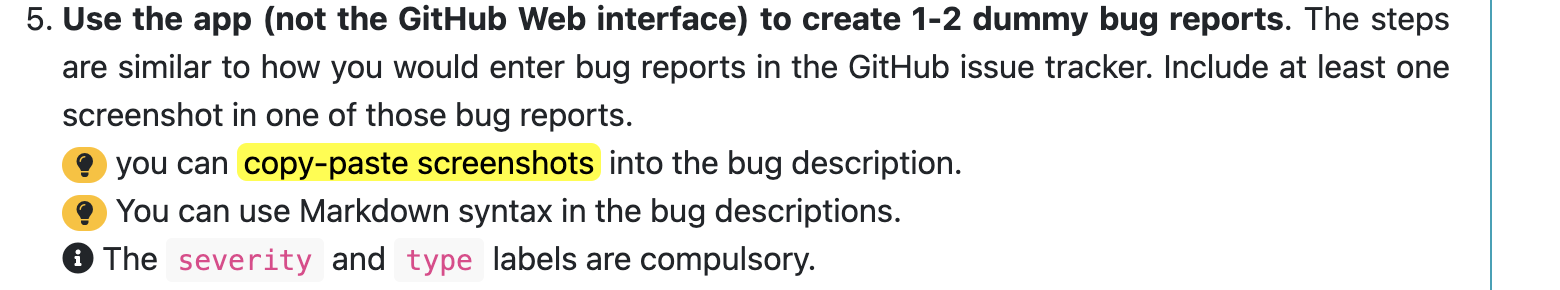 5. Use the app (not the GitHub Web interface) to create 1-2 dummy bug reports. The steps
are similar to how you would enter bug reports in the GitHub issue tracker. Include at least one
screenshot in one of those bug reports.
you can copy-paste screenshots into the bug description.
You can use Markdown syntax in the bug descriptions.
The severity and type labels are compulsory.